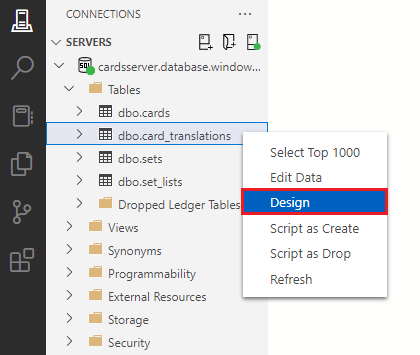 CONNECTIONS
SERVERS
cardsserver.database.window...
Tables
dbo.cards
dbo.card_translations
dbo.sets
dbo.set_lists
Dropped Ledger Tables
Views
Synonyms
Programmability
External Resources
Storage
Security
Select Top 1000
Edit Data
Design
Script as Create
Script as Drop
Refresh